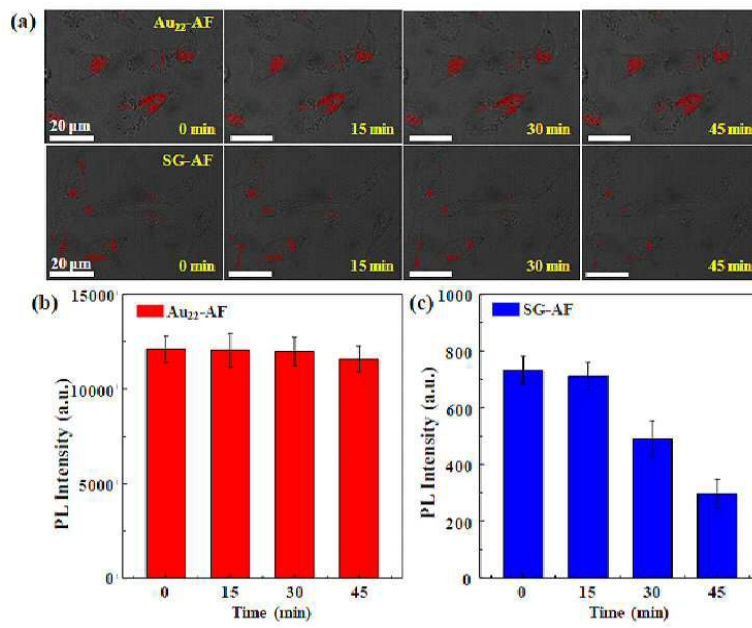 (a)
Au22-AF
20 μm
0 min
15 min
30 min
45 min
SG-AF
20 μm
0 min
15 min
30 min
45 min
(b)
Au22-AF
15000
10000
5000
0
PL Intensity (a.u.)
0 15 30 45
Time (min)
(c)
SG-AF
1000
800
600
400
200
0
PL Intensity (a.u.)
0 15 30 45
Time (min)